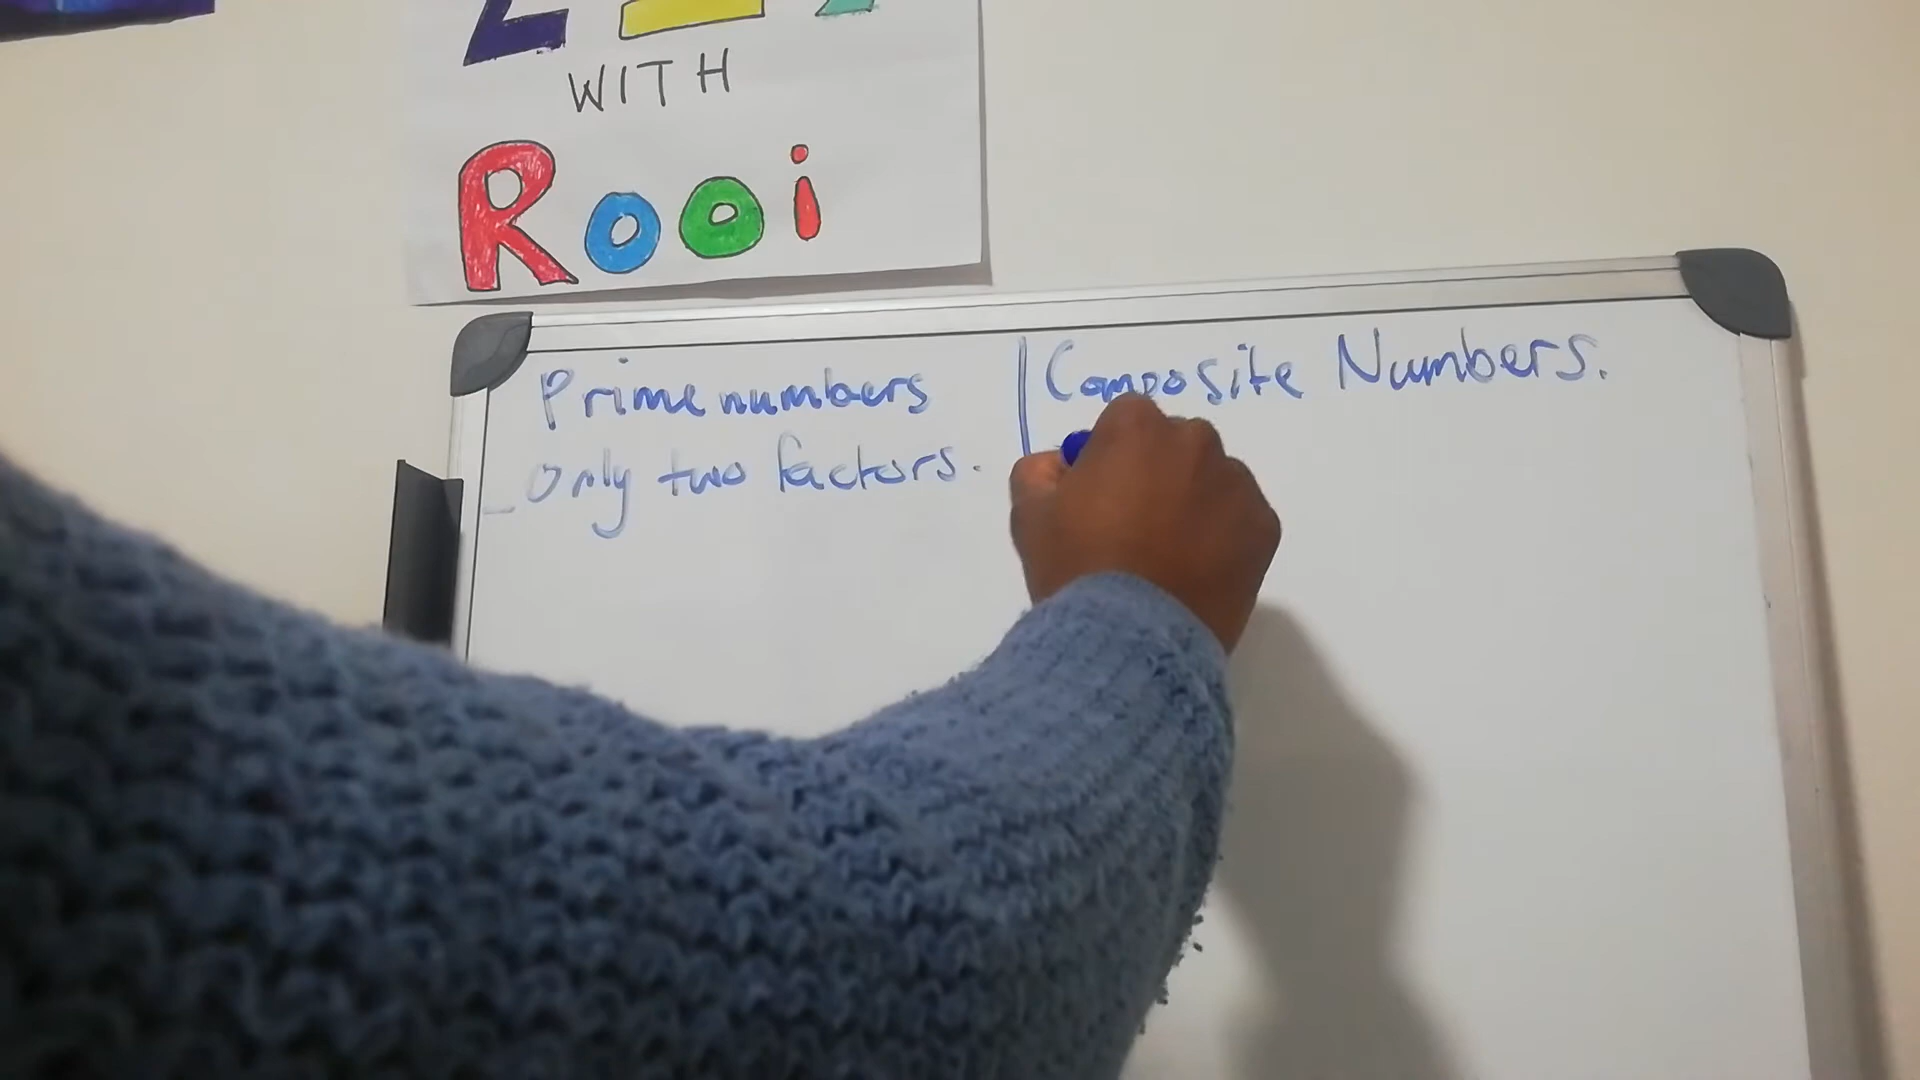 WITH
Rooi
Prime numbers
- Only two factors.
Composite Numbers.